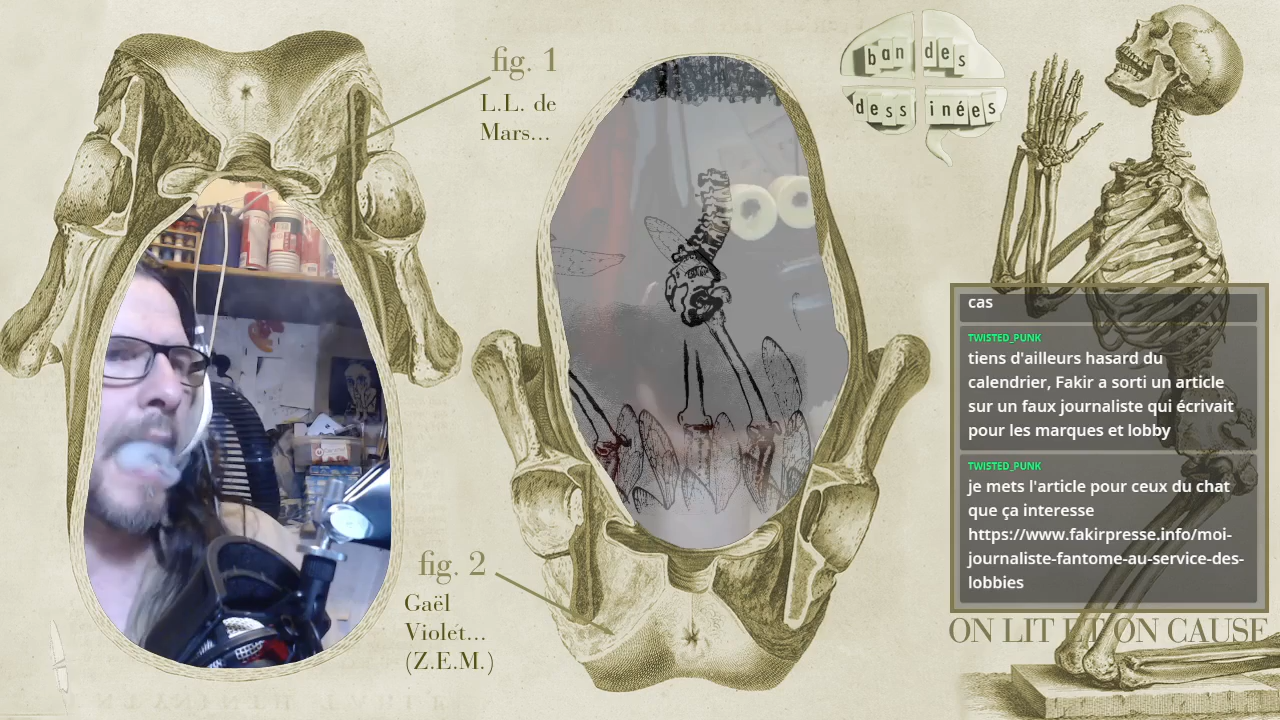 fig. 1
L.L. de
Mars...
ban des
dess inées
cas
TWISTED_PUNK
tiens d'ailleurs hasard du
calendrier, Fakir a sorti un article
sur un faux journaliste qui écrivait
pour les marques et lobby
TWISTED_PUNK
je mets l'article pour ceux du chat
que ça interesse
https://www.fakirpresse.info/moi-
journaliste-fantome-au-service-des-
lobbies
fig. 2
Gaël
Violet...
(Z.E.M.)
ON LIT ET ON CAUSE